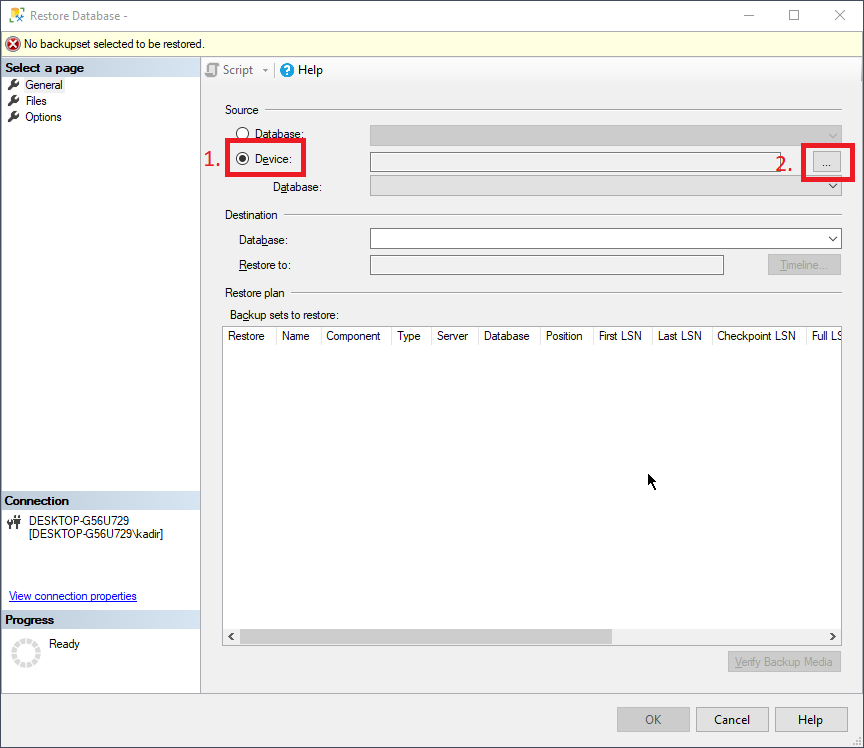 Restore Database -
No backupset selected to be restored.
Select a page
General
Files
Options
Script
Help
Source
Database:
1.
Device:
2.
...
Database:
Destination
Database:
Restore to:
Timeline...
Restore plan
Backup sets to restore:
Restore Name Component Type Server Database Position First LSN Last LSN Checkpoint LSN Full LS
Connection
DESKTOP-G56U729
[DESKTOP-G56U729\kadir]
View connection properties
Progress
Ready
Verify Backup Media
OK Cancel Help